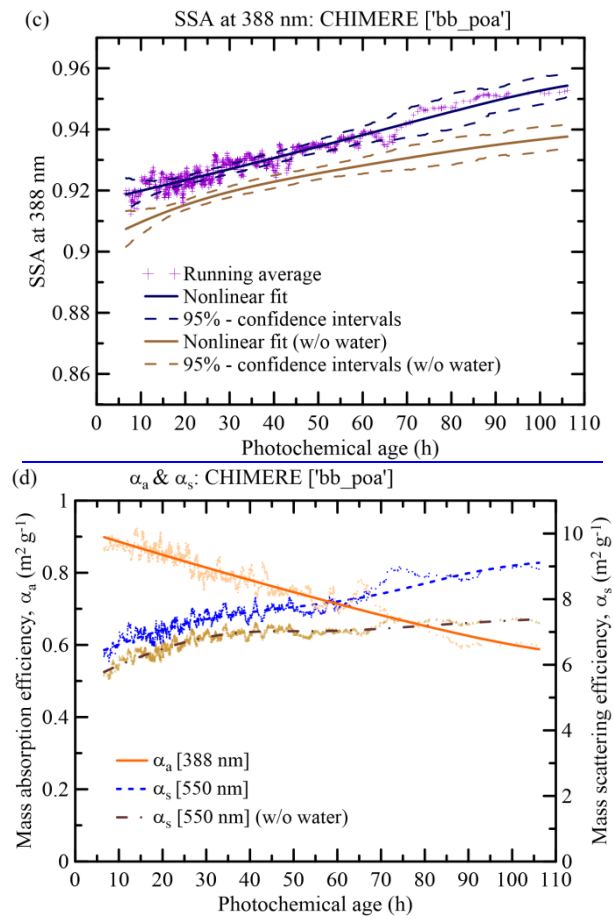 (c) SSA at 388 nm: CHIMERE ['bb_poa']
SSA at 388 nm
0.96
0.94
0.92
0.9
0.88
0.86
Running average
Nonlinear fit
95% - confidence intervals
Nonlinear fit (w/o water)
95% - confidence intervals (w/o water)
0 10 20 30 40 50 60 70 80 90 100 110
Photochemical age (h)
(d) αa & αs: CHIMERE ['bb_poa']
Mass absorption efficiency, αa (m² g⁻¹)
1
0.8
0.6
0.4
0.2
0
Mass scattering efficiency, αs (m² g⁻¹)
10
8
6
4
2
0
αa [388 nm]
αs [550 nm]
αs [550 nm] (w/o water)
0 10 20 30 40 50 60 70 80 90 100 110
Photochemical age (h)